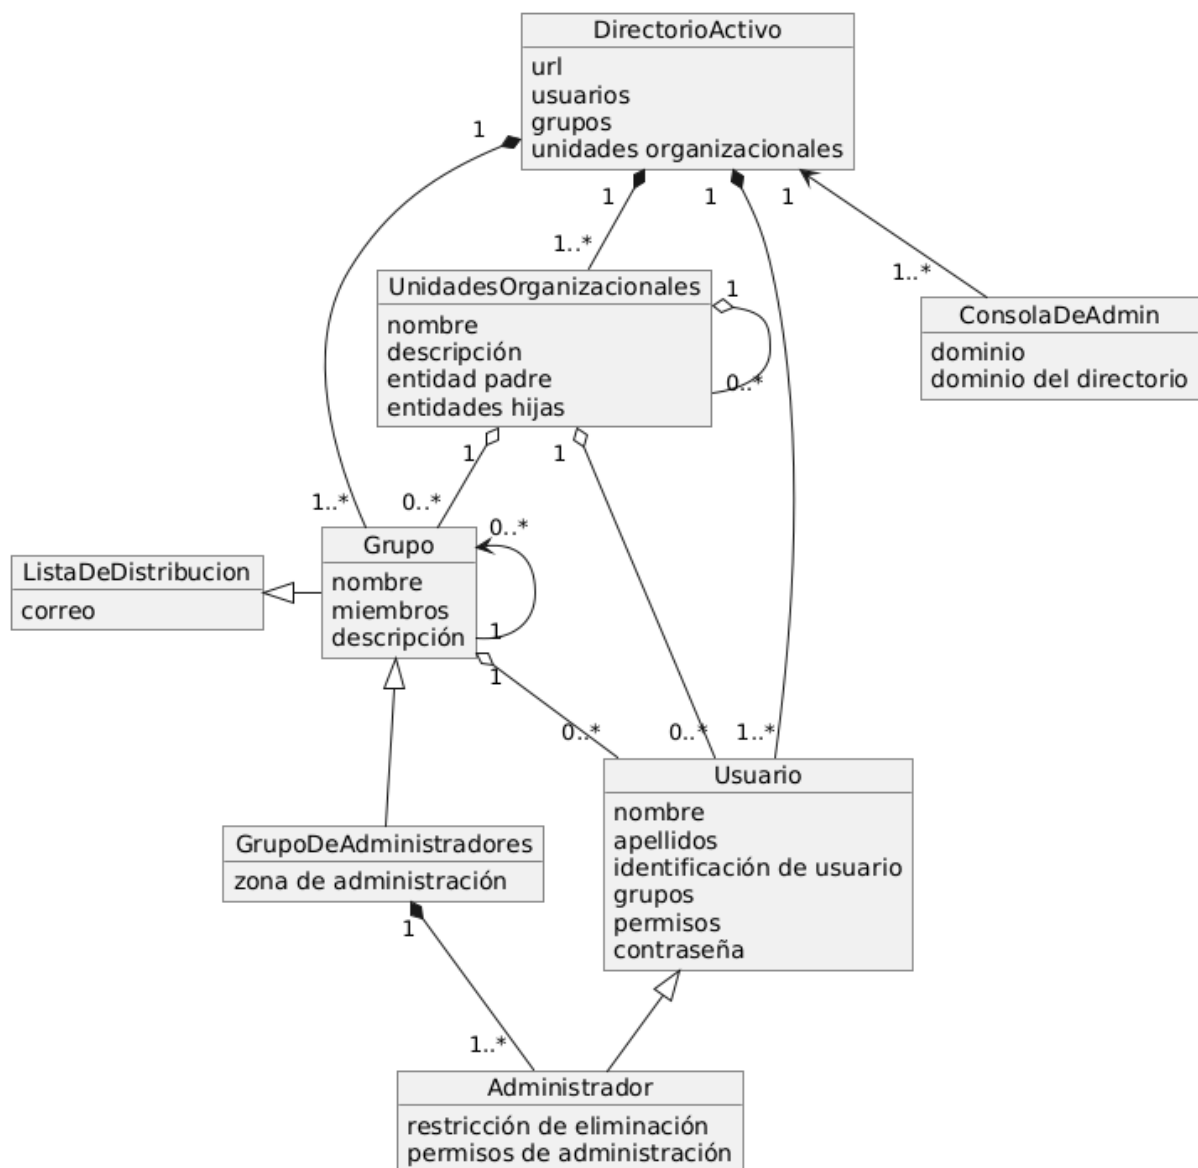 DirectorioActivo
url
usuarios
grupos
unidades organizacionales
1
1
1
1
1..*
1..*
UnidadesOrganizacionales
nombre
descripción
entidad padre
entidades hijas
1
0..*
ConsolaDeAdmin
dominio
dominio del directorio
1
1
1..*
0..*
0..*
ListaDeDistribucion
correo
Grupo
nombre
miembros
descripción
1
1
0..*
0..*
1..*
Usuario
nombre
apellidos
identificación de usuario
grupos
permisos
contraseña
GrupoDeAdministradores
zona de administración
1
1..*
Administrador
restricción de eliminación
permisos de administración